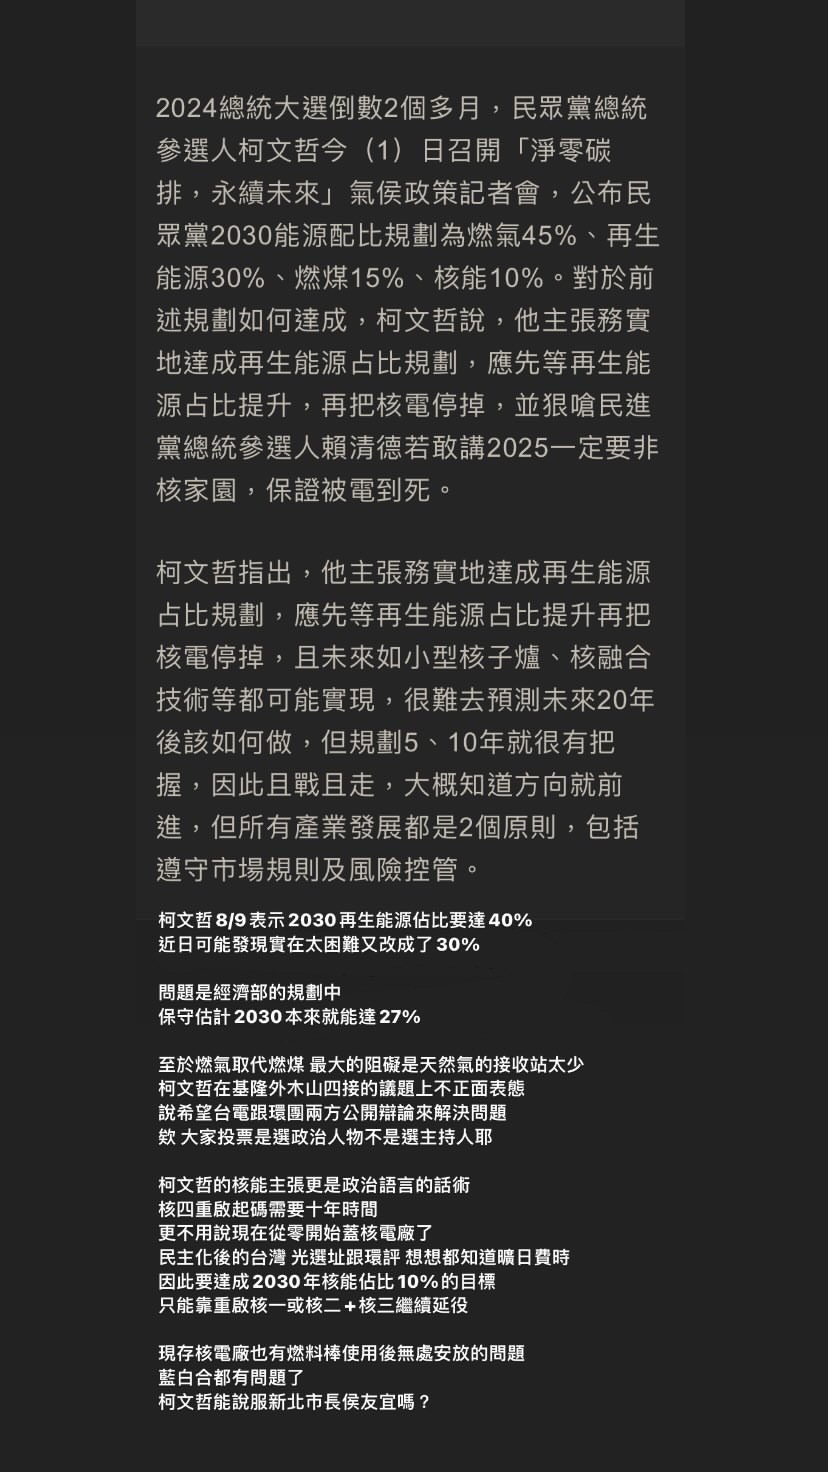 2024總統大選倒數2個多月，民眾黨總統
參選人柯文哲今（1）日召開「淨零碳
排，永續未來」氣侯政策記者會，公布民
眾黨2030能源配比規劃為燃氣45%、再生
能源30%、燃煤15%、核能10%。對於前
述規劃如何達成，柯文哲說，他主張務實
地達成再生能源占比規劃，應先等再生能
源占比提升，再把核電停掉，並狠嗆民進
黨總統參選人賴清德若敢講2025一定要非
核家園，保證被電到死。
柯文哲指出，他主張務實地達成再生能源
占比規劃，應先等再生能源占比提升再把
核電停掉，且未來如小型核子爐、核融合
技術等都可能實現，很難去預測未來20年
後該如何做，但規劃5、10年就很有把
握，因此且戰且走，大概知道方向就前
進，但所有產業發展都是2個原則，包括
遵守市場規則及風險控管。
柯文哲8/9表示2030再生能源佔比要達40%
近日可能發現實在太困難又改成了30%
問題是經濟部的規劃中
保守估計2030本來就能達27%
至於燃氣取代燃煤 最大的阻礙是天然氣的接收站太少
柯文哲在基隆外木山四接的議題上不正面表態
說希望台電跟環團兩方公開辯論來解決問題
欸 大家投票是選政治人物不是選主持人耶
柯文哲的核能主張更是政治語言的話術
核四重啟起碼需要十年時間
更不用說現在從零開始蓋核電廠了
民主化後的台灣 光選址跟環評 想想都知道曠日費時
因此要達成2030年核能佔比10%的目標
只能靠重啟核一或核二+核三繼續延役
現存核電廠也有燃料棒使用後無處安放的問題
藍白合都有問題了
柯文哲能說服新北市長侯友宜嗎？